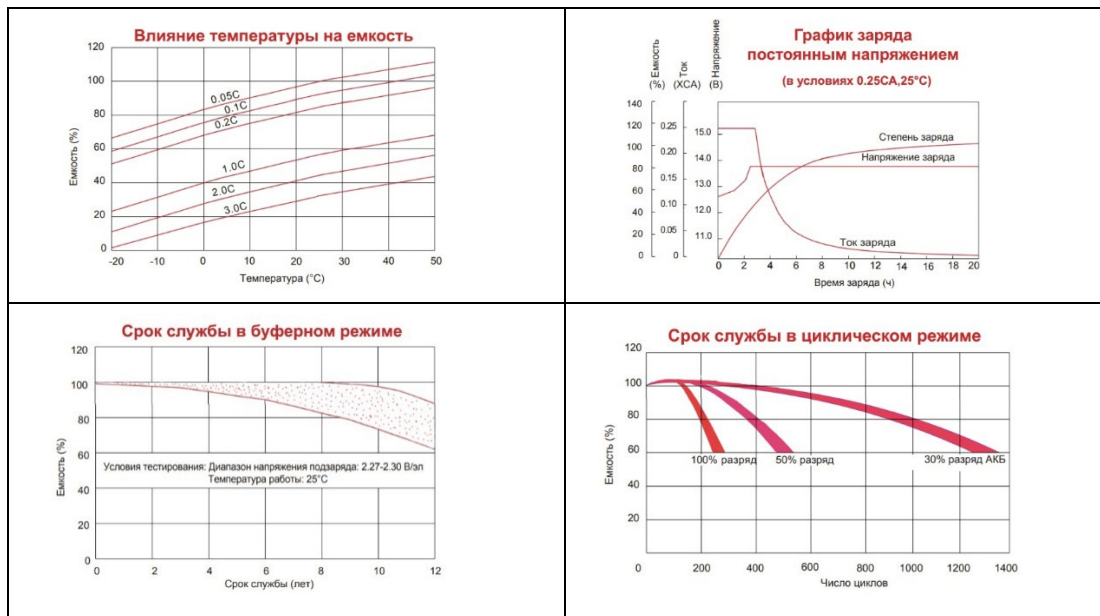 Влияние температуры на емкость
120
100
80
60
40
20
0
Емкость (%)
0.05C
0.1C
0.2C
1.0C
2.0C
3.0C
-20
-10
0
10
20
30
40
50
Температура (°C)
График заряда
постоянным напряжением
(в условиях 0.25CA,25°C)
(%) Емкость
(XCA) Ток
(В) Напряжение
140
120
100
80
60
40
20
0
0.25
0.20
0.15
0.10
0.05
0
15.0
14.0
13.0
12.0
11.0
Степень заряда
Напряжение заряда
Ток заряда
0 2 4 6 8 10 12 14 16 18 20
Время заряда (ч)
Срок службы в буферном режиме
120
100
80
60
40
20
0
Емкость (%)
Условия тестирования: Диапазон напряжения подзаряда: 2.27-2.30 В/эл
Температура работы: 25°C
0 2 4 6 8 10 12
Срок службы (лет)
Срок службы в циклическом режиме
120
100
80
60
40
20
0
Емкость (%)
100% разряд
50% разряд
30% разряд АКБ
200 400 600 800 1000 1200 1400
Число циклов